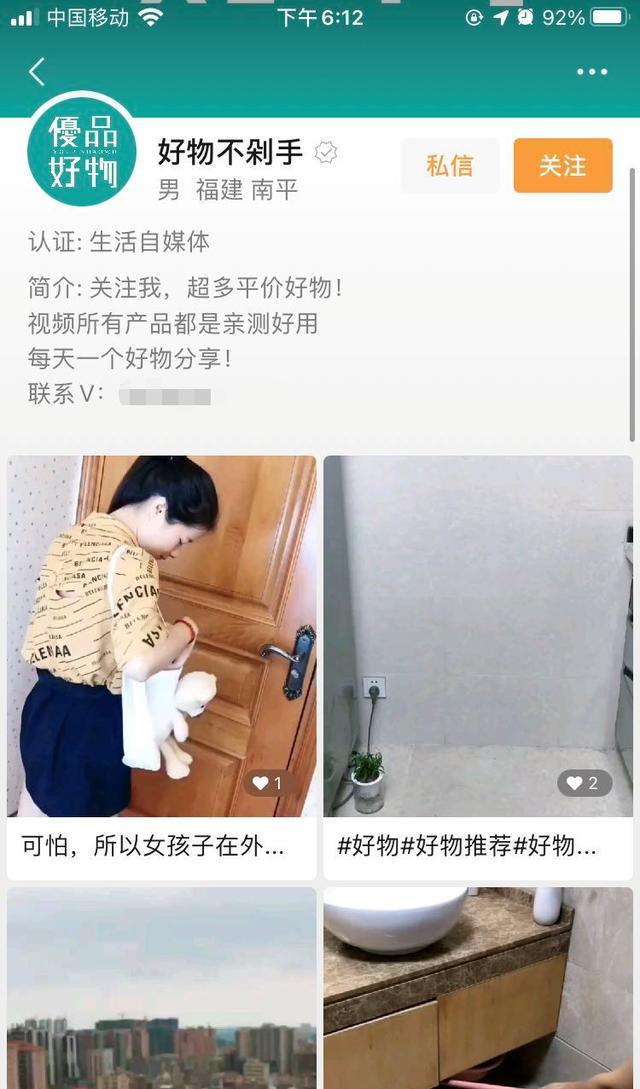 中国移动
下午6:12
92%
優品
好物
好物不剁手
男 福建 南平
私信
关注
认证: 生活自媒体
简介: 关注我，超多平价好物！
视频所有产品都是亲测好用
每天一个好物分享！
联系V：
1
2
可怕，所以女孩子在外...
#好物#好物推荐#好物...